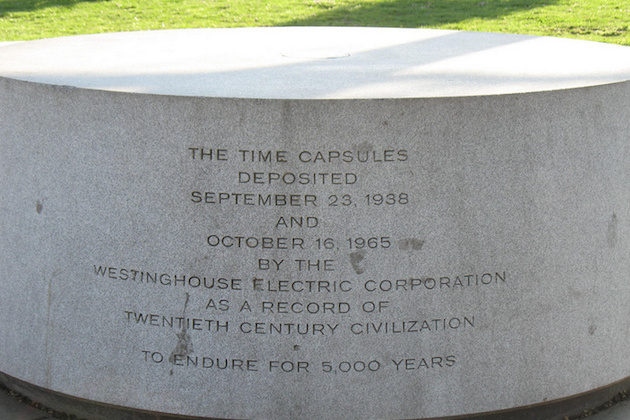 THE TIME CAPSULES
DEPOSITED
SEPTEMBER 23, 1938
AND
OCTOBER 16, 1965
BY THE
WESTINGHOUSE ELECTRIC CORPORATION
AS A RECORD OF
TWENTIETH CENTURY CIVILIZATION
TO ENDURE FOR 5,000 YEARS